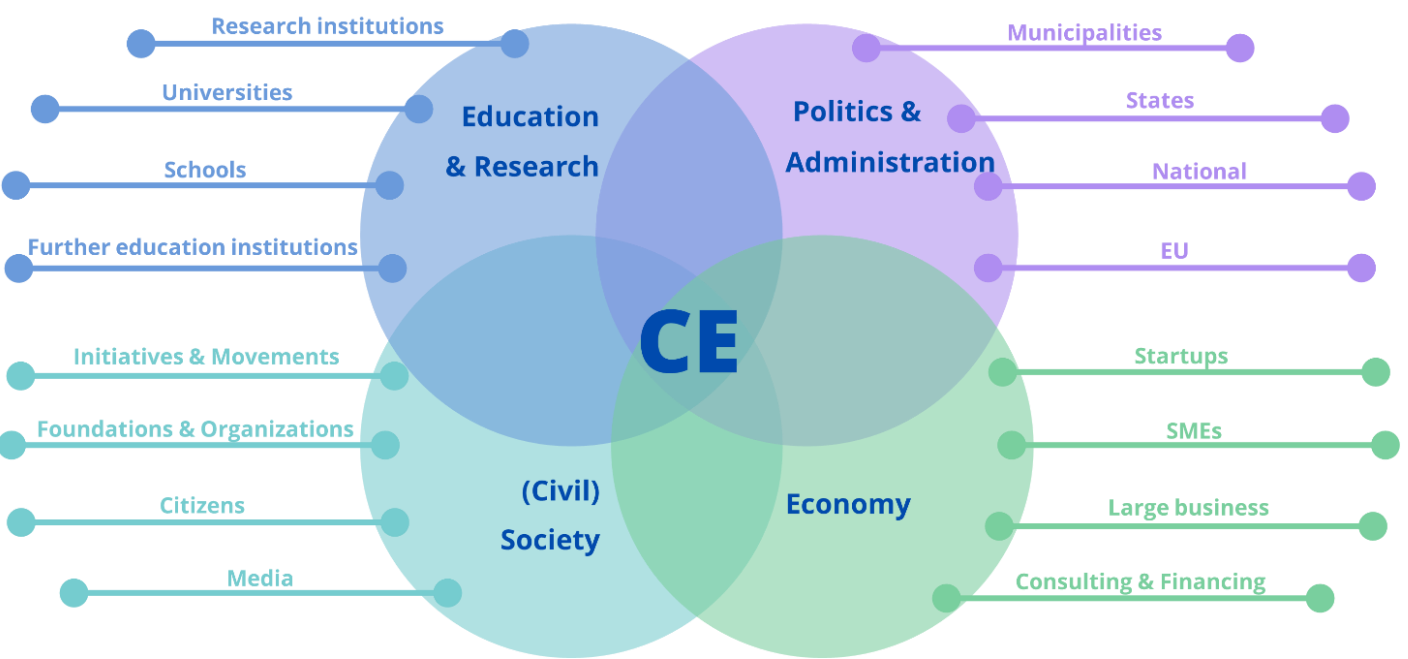 Research institutions
Universities
Schools
Further education institutions
Initiatives & Movements
Foundations & Organizations
Citizens
Media
Education
& Research
Politics &
Administration
CE
(Civil)
Society
Economy
Municipalities
States
National
EU
Startups
SMEs
Large business
Consulting & Financing